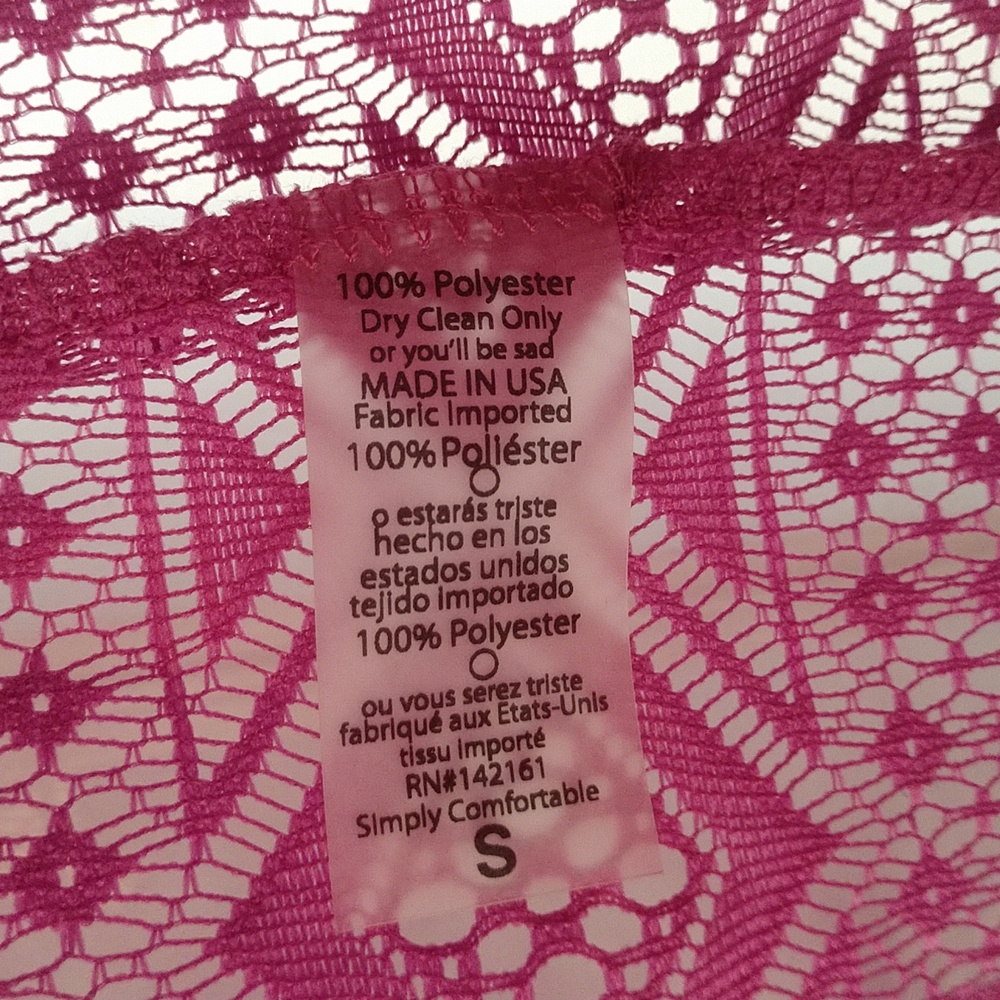 100% Polyester
Dry Clean Only
or you'll be sad
MADE IN USA
Fabric Imported
100% Poliéster
o estarás triste
hecho en los
estados unidos
tejido importado
100% Polyester
ou vous serez triste
fabriqué aux Etats-Unis
tissu importé
RN#142161
Simply Comfortable
S